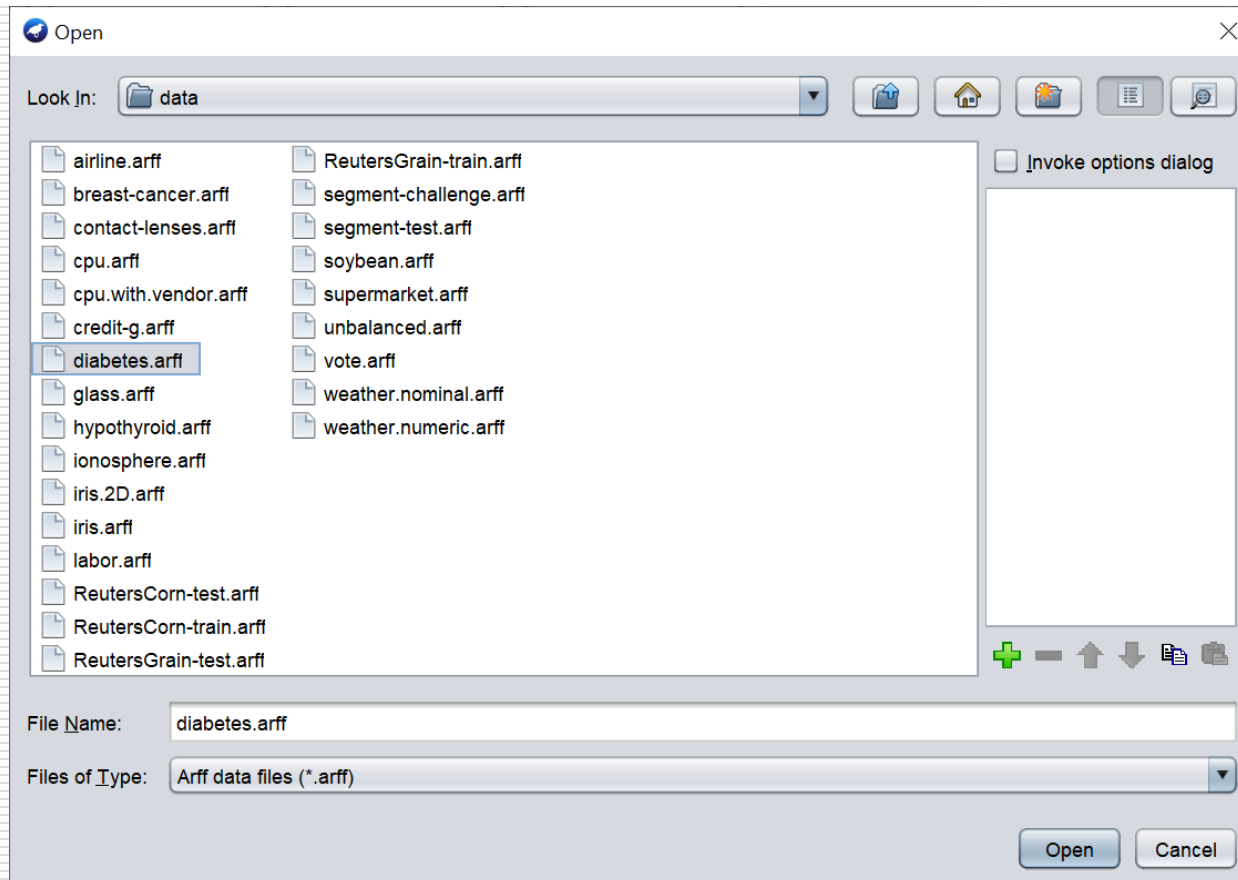 Open
Look In: data
airline.arff
breast-cancer.arff
contact-lenses.arff
cpu.arff
cpu.with.vendor.arff
credit-g.arff
diabetes.arff
glass.arff
hypothyroid.arff
ionosphere.arff
iris.2D.arff
iris.arff
labor.arff
ReutersCorn-test.arff
ReutersCorn-train.arff
ReutersGrain-test.arff
ReutersGrain-train.arff
segment-challenge.arff
segment-test.arff
soybean.arff
supermarket.arff
unbalanced.arff
vote.arff
weather.nominal.arff
weather.numeric.arff
Invoke options dialog
File Name: diabetes.arff
Files of Type: Arff data files (*.arff)
Open Cancel